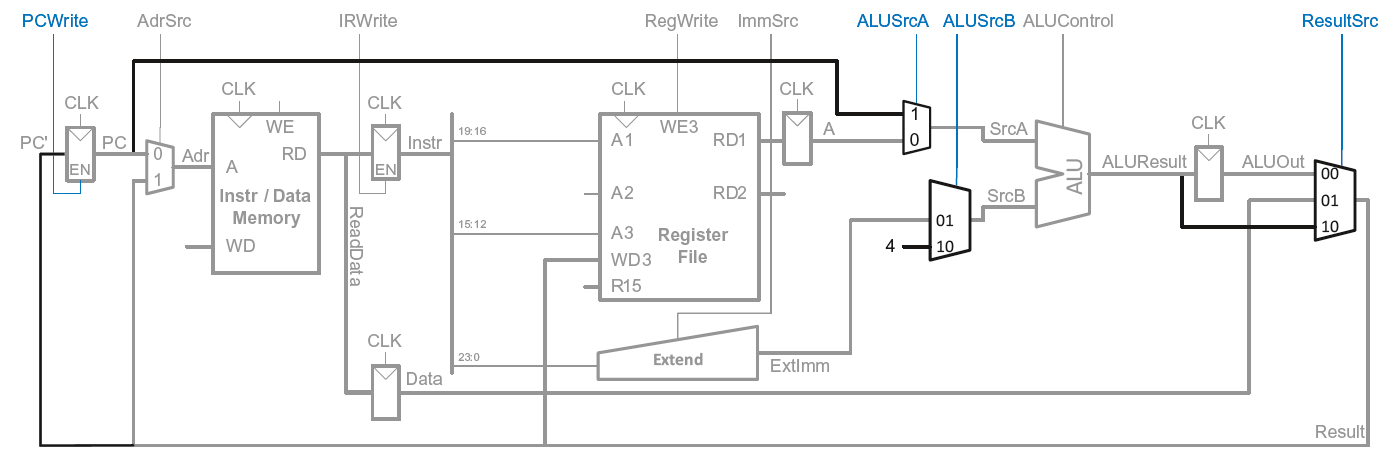 PCWrite
AdrSrc
IRWrite
RegWrite
ImmSrc
ALUSrcA
ALUSrcB
ALUControl
ResultSrc
CLK
CLK
CLK
CLK
CLK
CLK
PC'
EN
PC
0
1
Adr
WE
A
RD
Instr / Data
Memory
WD
EN
Instr
ReadData
19:16
15:12
23:0
A1
WE3
RD1
A2
RD2
A3
Register
File
WD3
R15
A
1
0
SrcA
01
10
4
SrcB
ALU
ALUResult
ALUOut
00
01
10
Extend
ExtImm
CLK
Data
Result